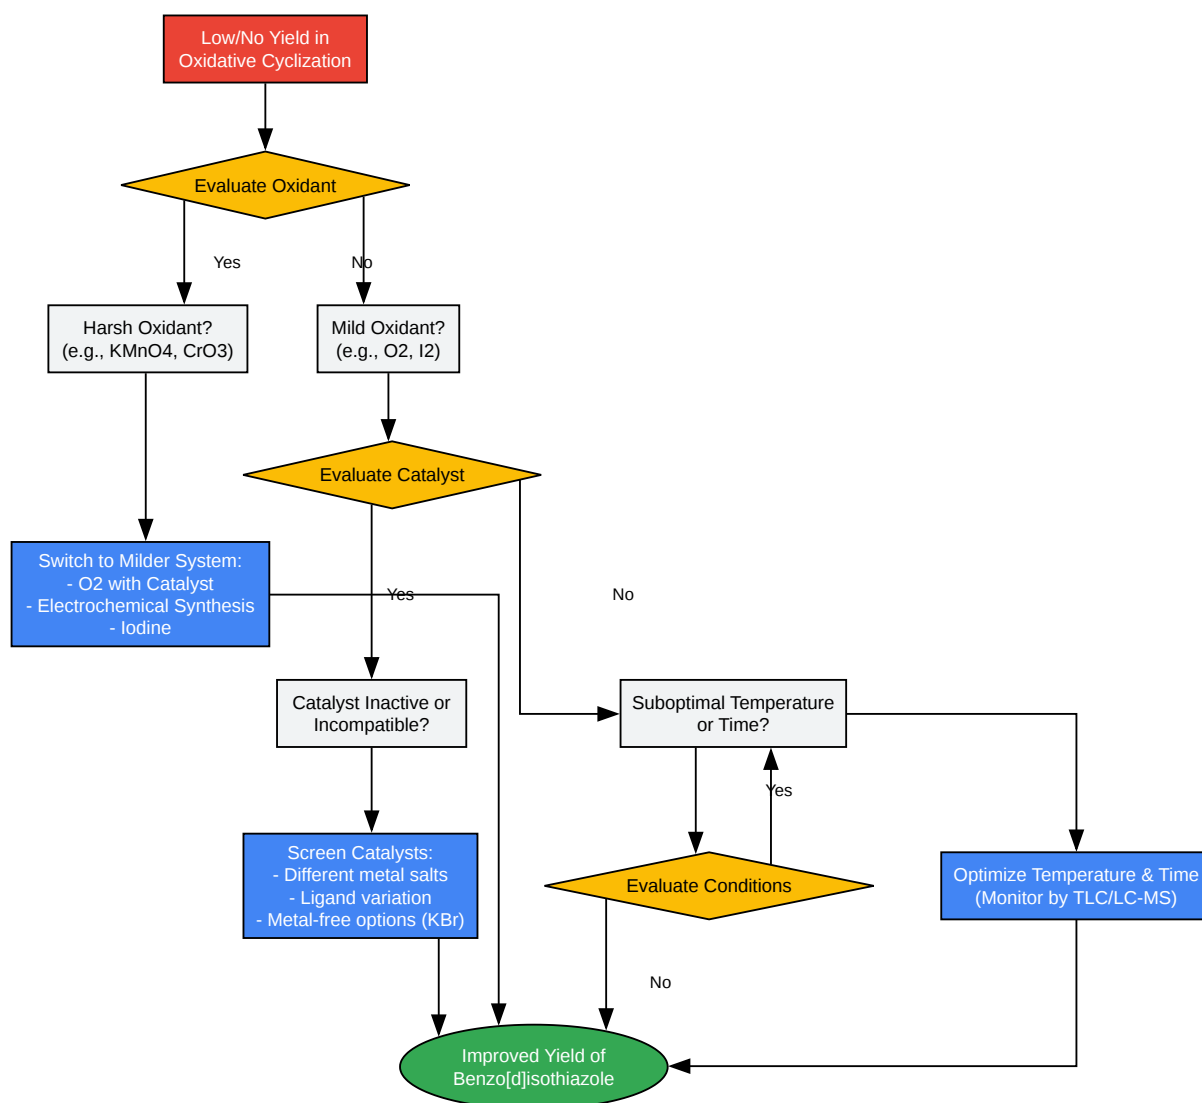 Low/No Yield in
Oxidative Cyclization
Evaluate Oxidant
Yes
No
Harsh Oxidant?
(e.g., KMnO4, CrO3)
Mild Oxidant?
(e.g., O2, I2)
Evaluate Catalyst
Switch to Milder System:
- O2 with Catalyst
- Electrochemical Synthesis
- Iodine
Yes
No
Catalyst Inactive or
Incompatible?
Suboptimal Temperature
or Time?
Yes
Screen Catalysts:
- Different metal salts
- Ligand variation
- Metal-free options (KBr)
Evaluate Conditions
Optimize Temperature & Time
(Monitor by TLC/LC-MS)
No
Improved Yield of
Benzo[d]isothiazole